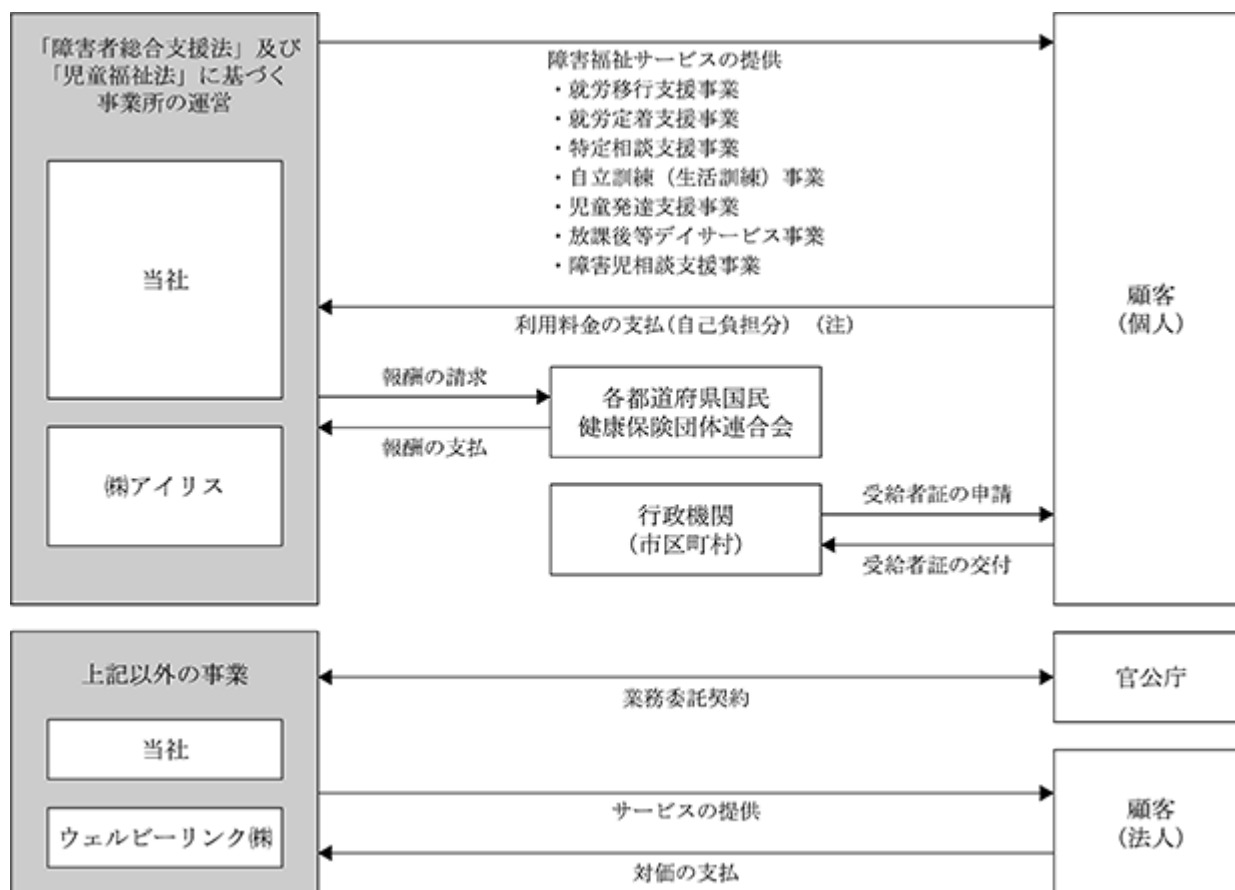 「障害者総合支援法」及び
「児童福祉法」に基づく
事業所の運営
当社
㈱アイリス
障害福祉サービスの提供
・就労移行支援事業
・就労定着支援事業
・特定相談支援事業
・自立訓練（生活訓練）事業
・児童発達支援事業
・放課後等デイサービス事業
・障害児相談支援事業
利用料金の支払(自己負担分)　(注)
報酬の請求
報酬の支払
各都道府県国民
健康保険団体連合会
行政機関
(市区町村)
受給者証の申請
受給者証の交付
顧客
(個人)
上記以外の事業
当社
ウェルビーリンク㈱
業務委託契約
サービスの提供
対価の支払
官公庁
顧客
(法人)